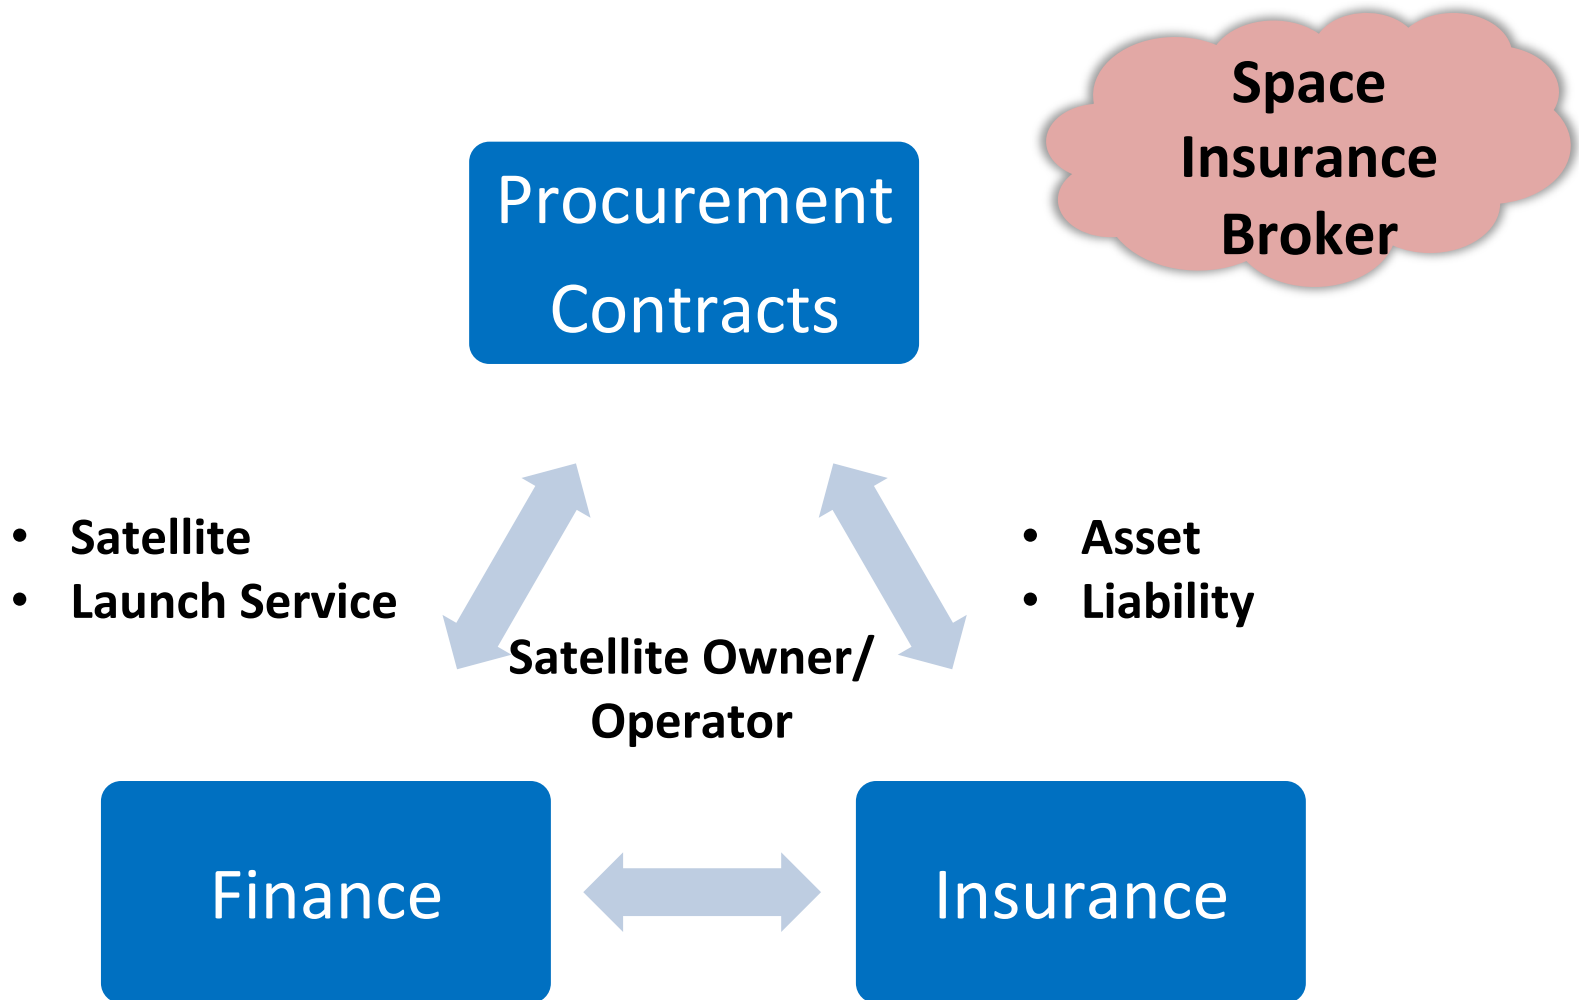 Space
Insurance
Broker
Procurement
Contracts
• Satellite
• Launch Service
• Asset
• Liability
Satellite Owner/
Operator
Finance
Insurance